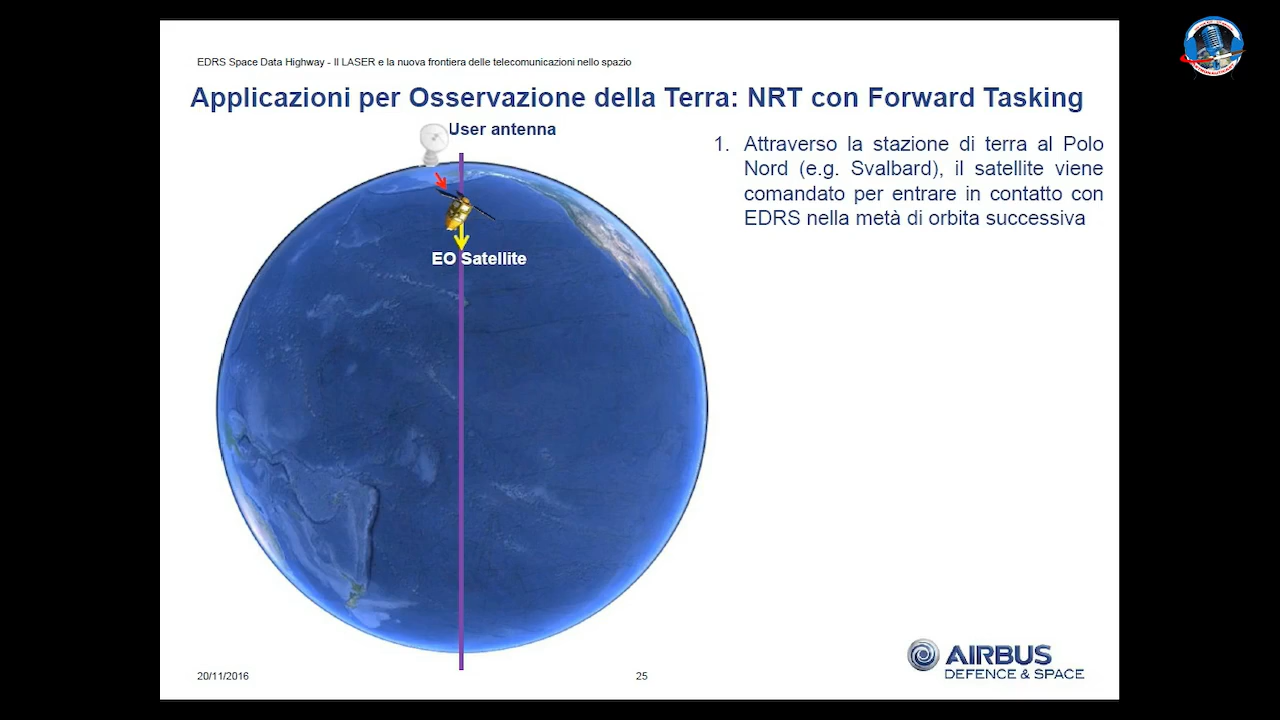 EDRS Space Data Highway - Il LASER e la nuova frontiera delle telecomunicazioni nello spazio
Applicazioni per Osservazione della Terra: NRT con Forward Tasking
User antenna
EO Satellite
1. Attraverso la stazione di terra al Polo
Nord (e.g. Svalbard), il satellite viene
comandato per entrare in contatto con
EDRS nella metà di orbita successiva
20/11/2016
25
AIRBUS
DEFENCE & SPACE